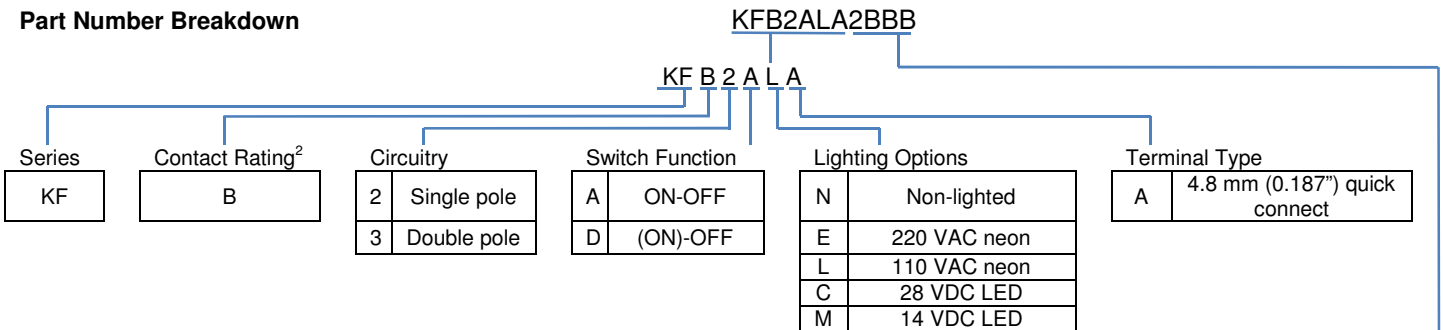 Part Number Breakdown
KFB2ALA2BBB
KF B 2 A L A
Series
KF
Contact Rating2
B
Circuitry
2 Single pole
3 Double pole
Switch Function
A ON-OFF
D (ON)-OFF
Lighting Options
N Non-lighted
E 220 VAC neon
L 110 VAC neon
C 28 VDC LED
M 14 VDC LED
Terminal Type
A 4.8 mm (0.187”) quick
connect